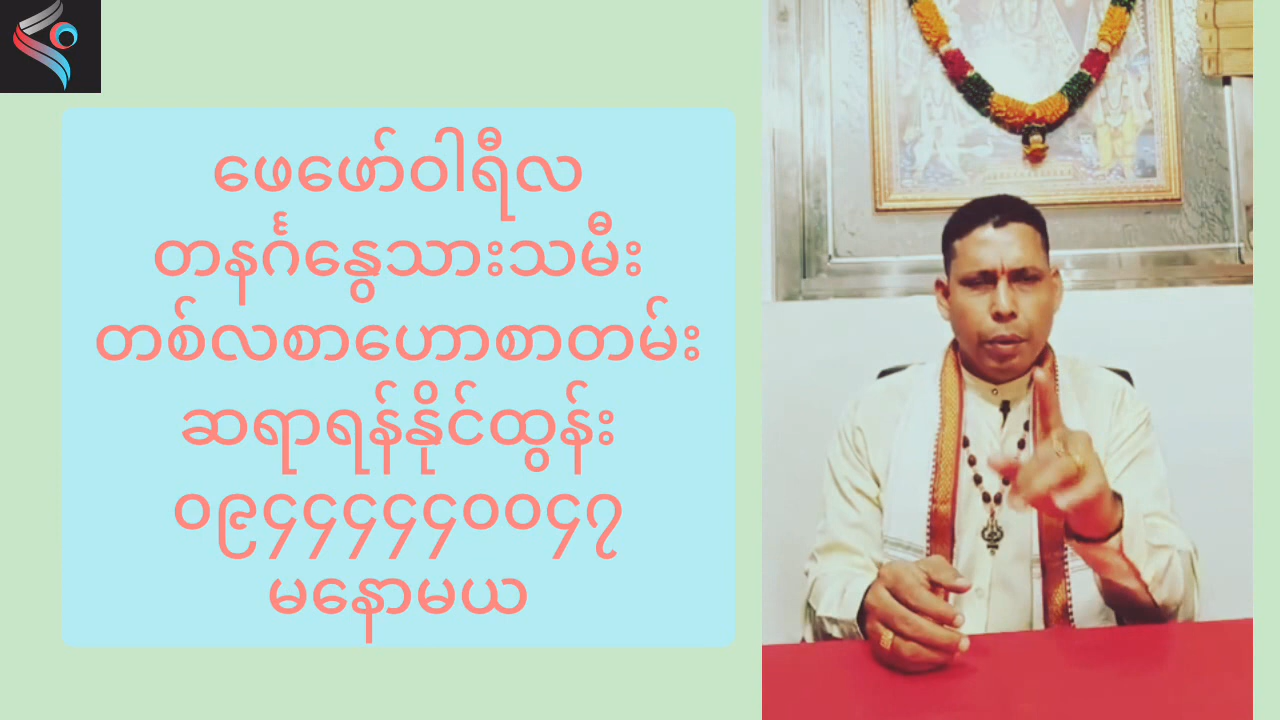 ဖေဖော်ဝါရီလ
တနင်္ဂနွေသားသမီး
တစ်လစာဟောစာတမ်း
ဆရာရန်နိုင်ထွန်း
၀၉၄၄၄၄၄၀၀၄၇
မနောမယ